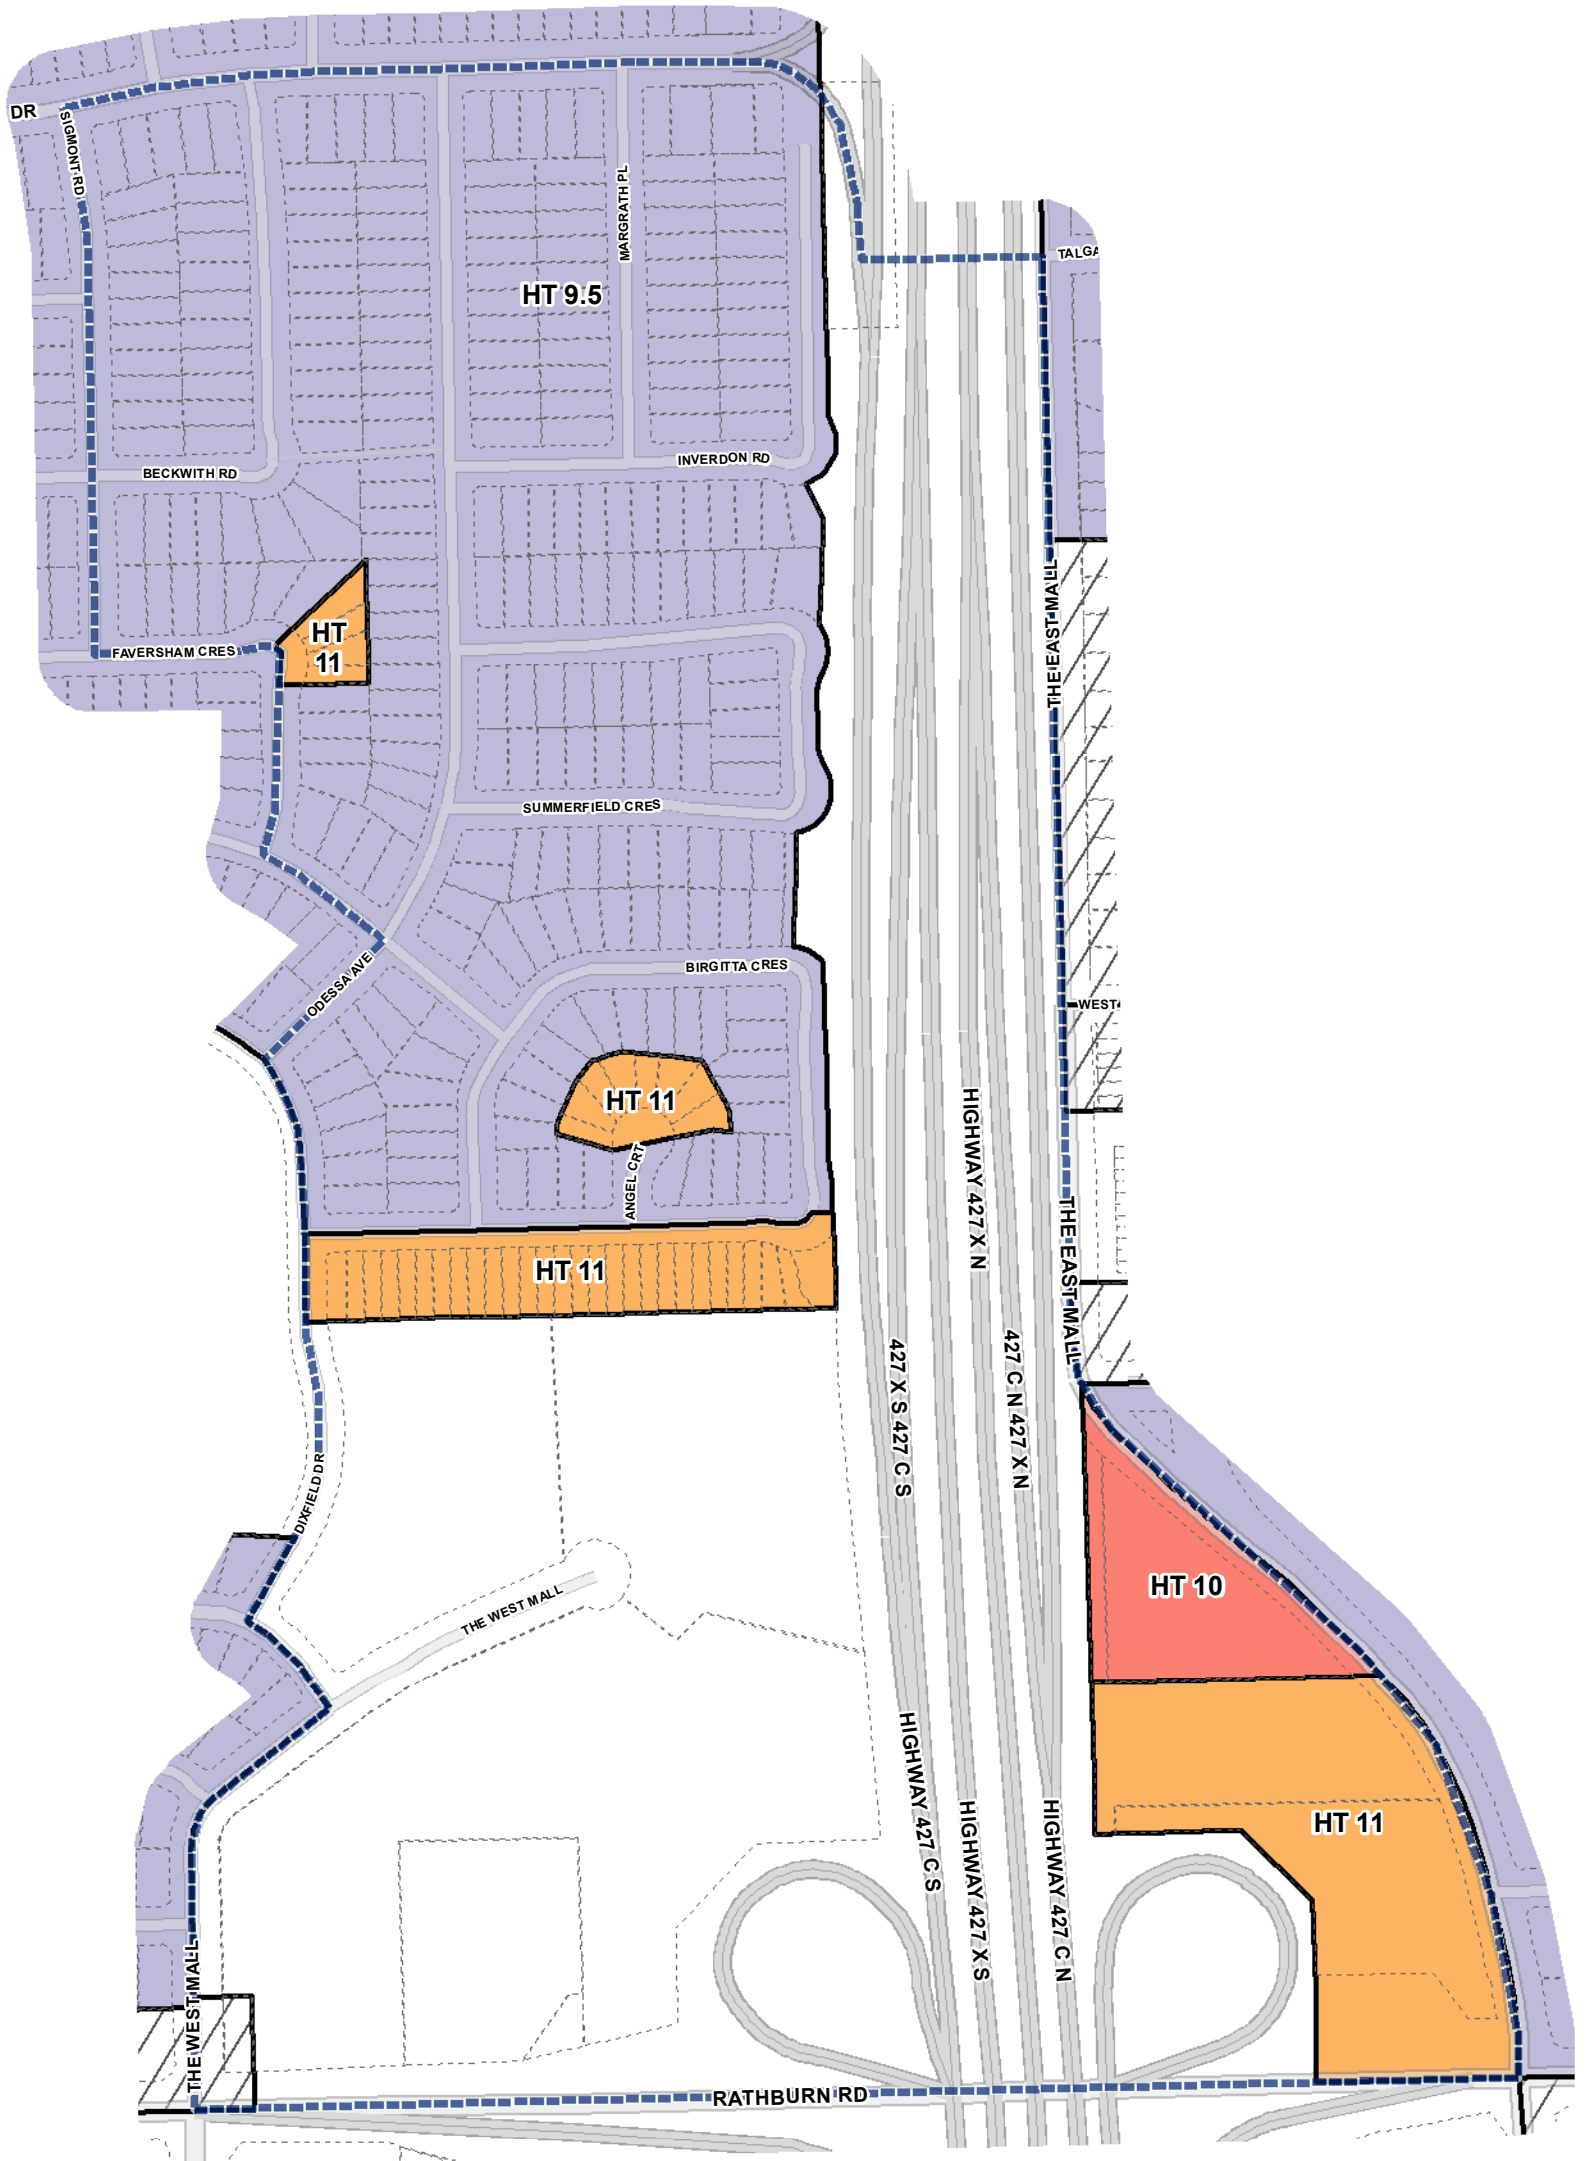 DR
SIGMONT RD
MARGRATH PL
TALGA
HT 9.5
INVERDON RD
BECKWITH RD
THE EAST MALL
HT
11
FAVERSHAM CRES
SUMMERFIELD CRES
BIRGITTA CRES
ODESSA AVE
WEST
HT 11
HIGHWAY 427 X N
ANGEL CRT
THE EAST MALL
HT 11
427 X S 427 C S
427 C N 427 X N
DIXFIELD DR
HT 10
THE WEST MALL
HIGHWAY 427 C S
HIGHWAY 427 X S
HIGHWAY 427 C N
HT 11
THE WEST MALL
RATHBURN RD